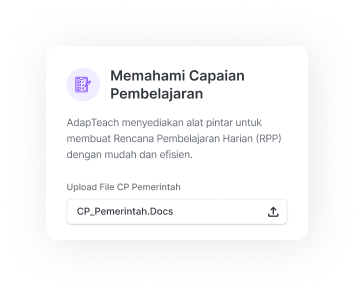 Memahami Capaian
Pembelajaran
AdapTeach menyediakan alat pintar untuk
membuat Rencana Pembelajaran Harian (RPP)
dengan mudah dan efisien.
Upload File CP Pemerintah
CP_Pemerintah.Docs